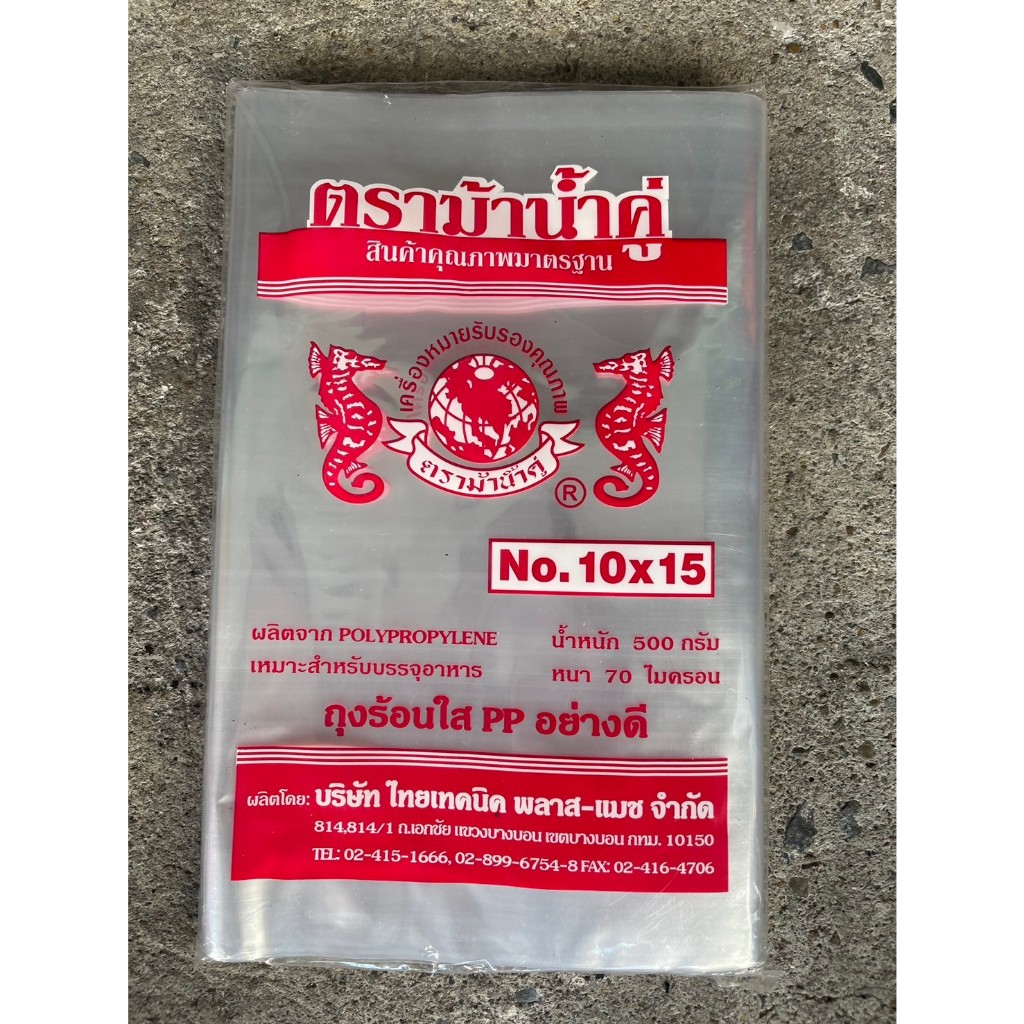 ตราม้าน้ำคู่
สินค้าคุณภาพมาตรฐาน
เครื่องหมายรับรองคุณภาพ
ตราม้าน้ำคู่
®
No. 10x15
ผลิตจาก POLYPROPYLENE น้ำหนัก 500 กรัม
เหมาะสำหรับบรรจุอาหาร หนา 70 ไมครอน
ถุงร้อนใส PP อย่างดี
ผลิตโดย: บริษัท ไทยเทคนิค พลาส-แมช จำกัด
814,814/1 ถ.เอกชัย แขวงบางบอน เขตบางบอน กทม. 10150
TEL: 02-415-1666, 02-899-6754-8 FAX: 02-416-4706